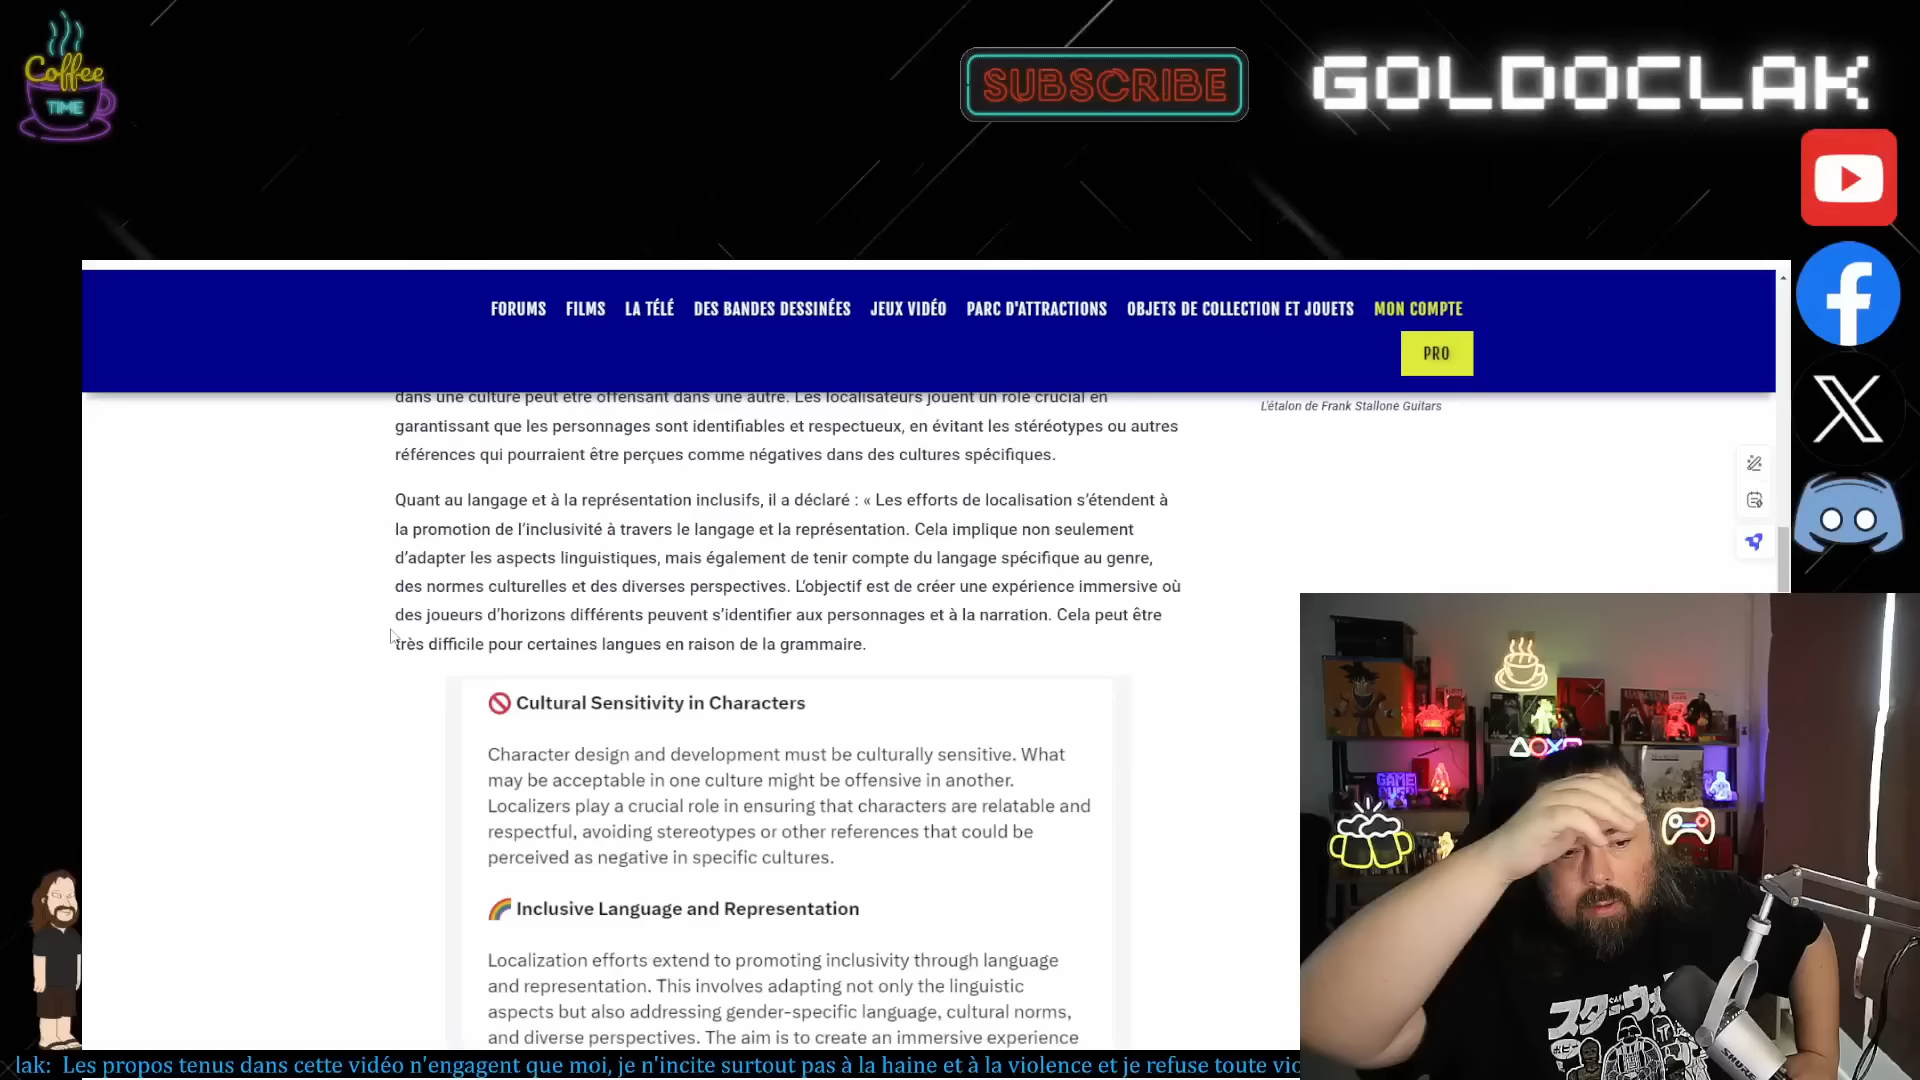 Coffee
TIME
SUBSCRIBE
GOLDOCLAK
FORUMS FILMS LA TÉLÉ DES BANDES DESSINÉES JEUX VIDÉO PARC D'ATTRACTIONS OBJETS DE COLLECTION ET JOUETS MON COMPTE
PRO
dans une culture peut être offensant dans une autre. Les localisateurs jouent un rôle crucial en
garantissant que les personnages sont identifiables et respectueux, en évitant les stéréotypes ou autres
références qui pourraient être perçues comme négatives dans des cultures spécifiques.
L'étalon de Frank Stallone Guitars
Quant au langage et à la représentation inclusifs, il a déclaré : « Les efforts de localisation s’étendent à
la promotion de l’inclusivité à travers le langage et la représentation. Cela implique non seulement
d’adapter les aspects linguistiques, mais également de tenir compte du langage spécifique au genre,
des normes culturelles et des diverses perspectives. L’objectif est de créer une expérience immersive où
des joueurs d’horizons différents peuvent s’identifier aux personnages et à la narration. Cela peut être
très difficile pour certaines langues en raison de la grammaire.
Cultural Sensitivity in Characters
Character design and development must be culturally sensitive. What
may be acceptable in one culture might be offensive in another.
Localizers play a crucial role in ensuring that characters are relatable and
respectful, avoiding stereotypes or other references that could be
perceived as negative in specific cultures.
Inclusive Language and Representation
Localization efforts extend to promoting inclusivity through language
and representation. This involves adapting not only the linguistic
aspects but also addressing gender-specific language, cultural norms,
and diverse perspectives. The aim is to create an immersive experience
GAME
スターウ
SHURE
lak: Les propos tenus dans cette vidéo n'engagent que moi, je n'incite surtout pas à la haine et à la violence et je refuse toute vio